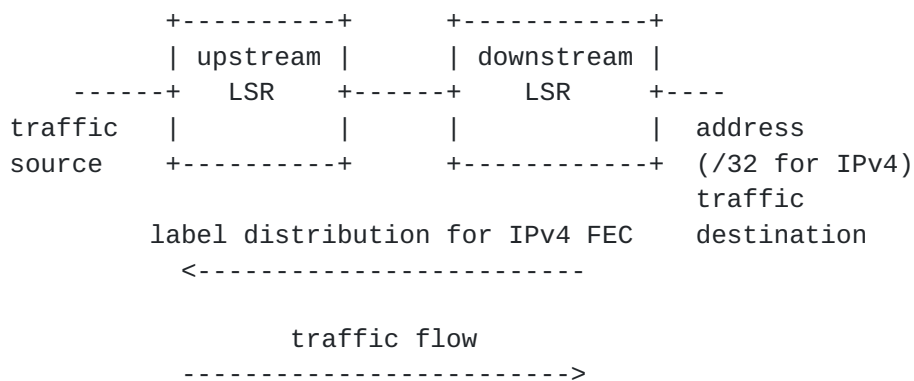 upstream downstream
LSR LSR
traffic address
source (/32 for IPv4)
traffic
label distribution for IPv4 FEC destination
traffic flow